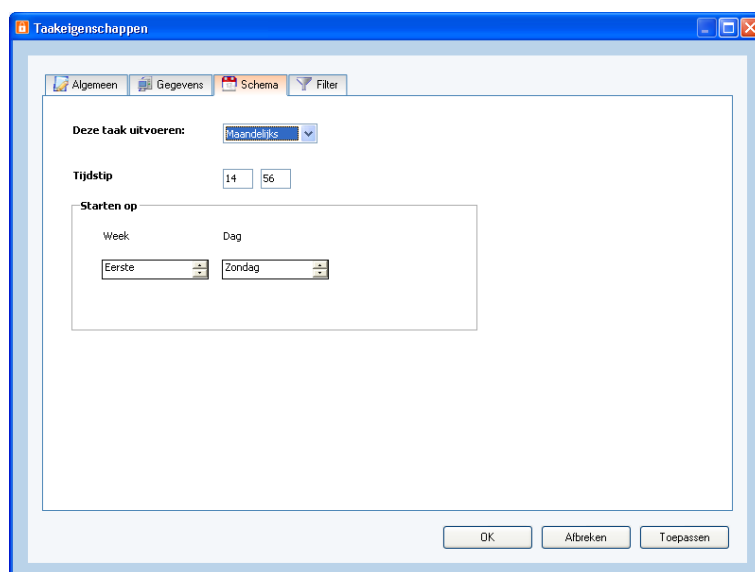 Taakeigenschappen
Algemeen Gegevens Schema Filter
Deze taak uitvoeren: Maandelijks
Tijdstip 14 56
Starten op
Week Dag
Eerste Zondag
OK Afbreken Toepassen